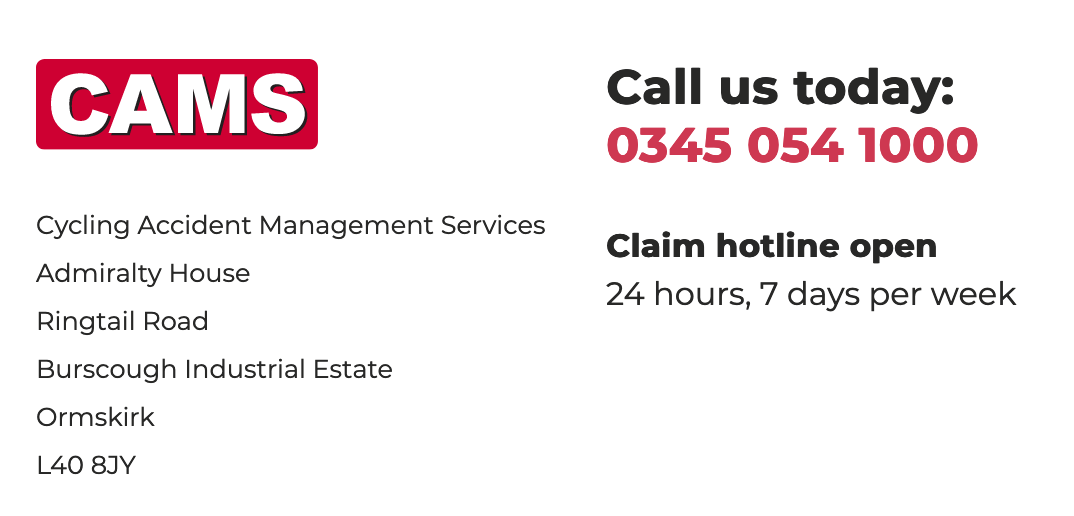 CAMS
Cycling Accident Management Services
Admiralty House
Ringtail Road
Burscough Industrial Estate
Ormskirk
L40 8JY
Call us today:
0345 054 1000
Claim hotline open
24 hours, 7 days per week